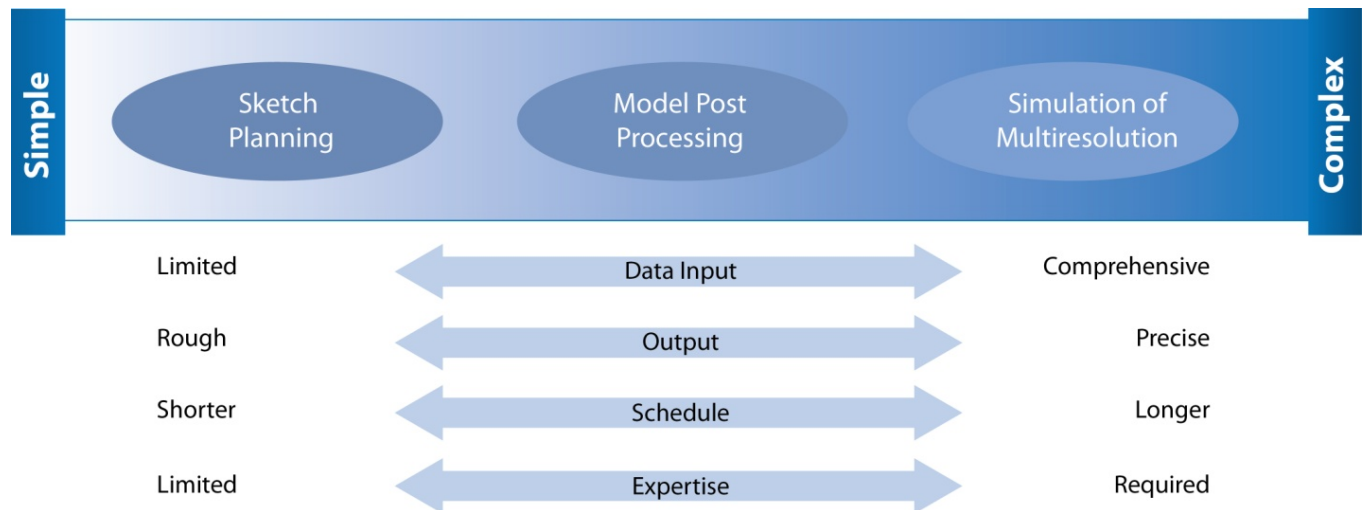 Simple
Sketch
Planning
Model Post
Processing
Simulation of
Multiresolution
Complex
Limited Data Input Comprehensive
Rough Output Precise
Shorter Schedule Longer
Limited Expertise Required